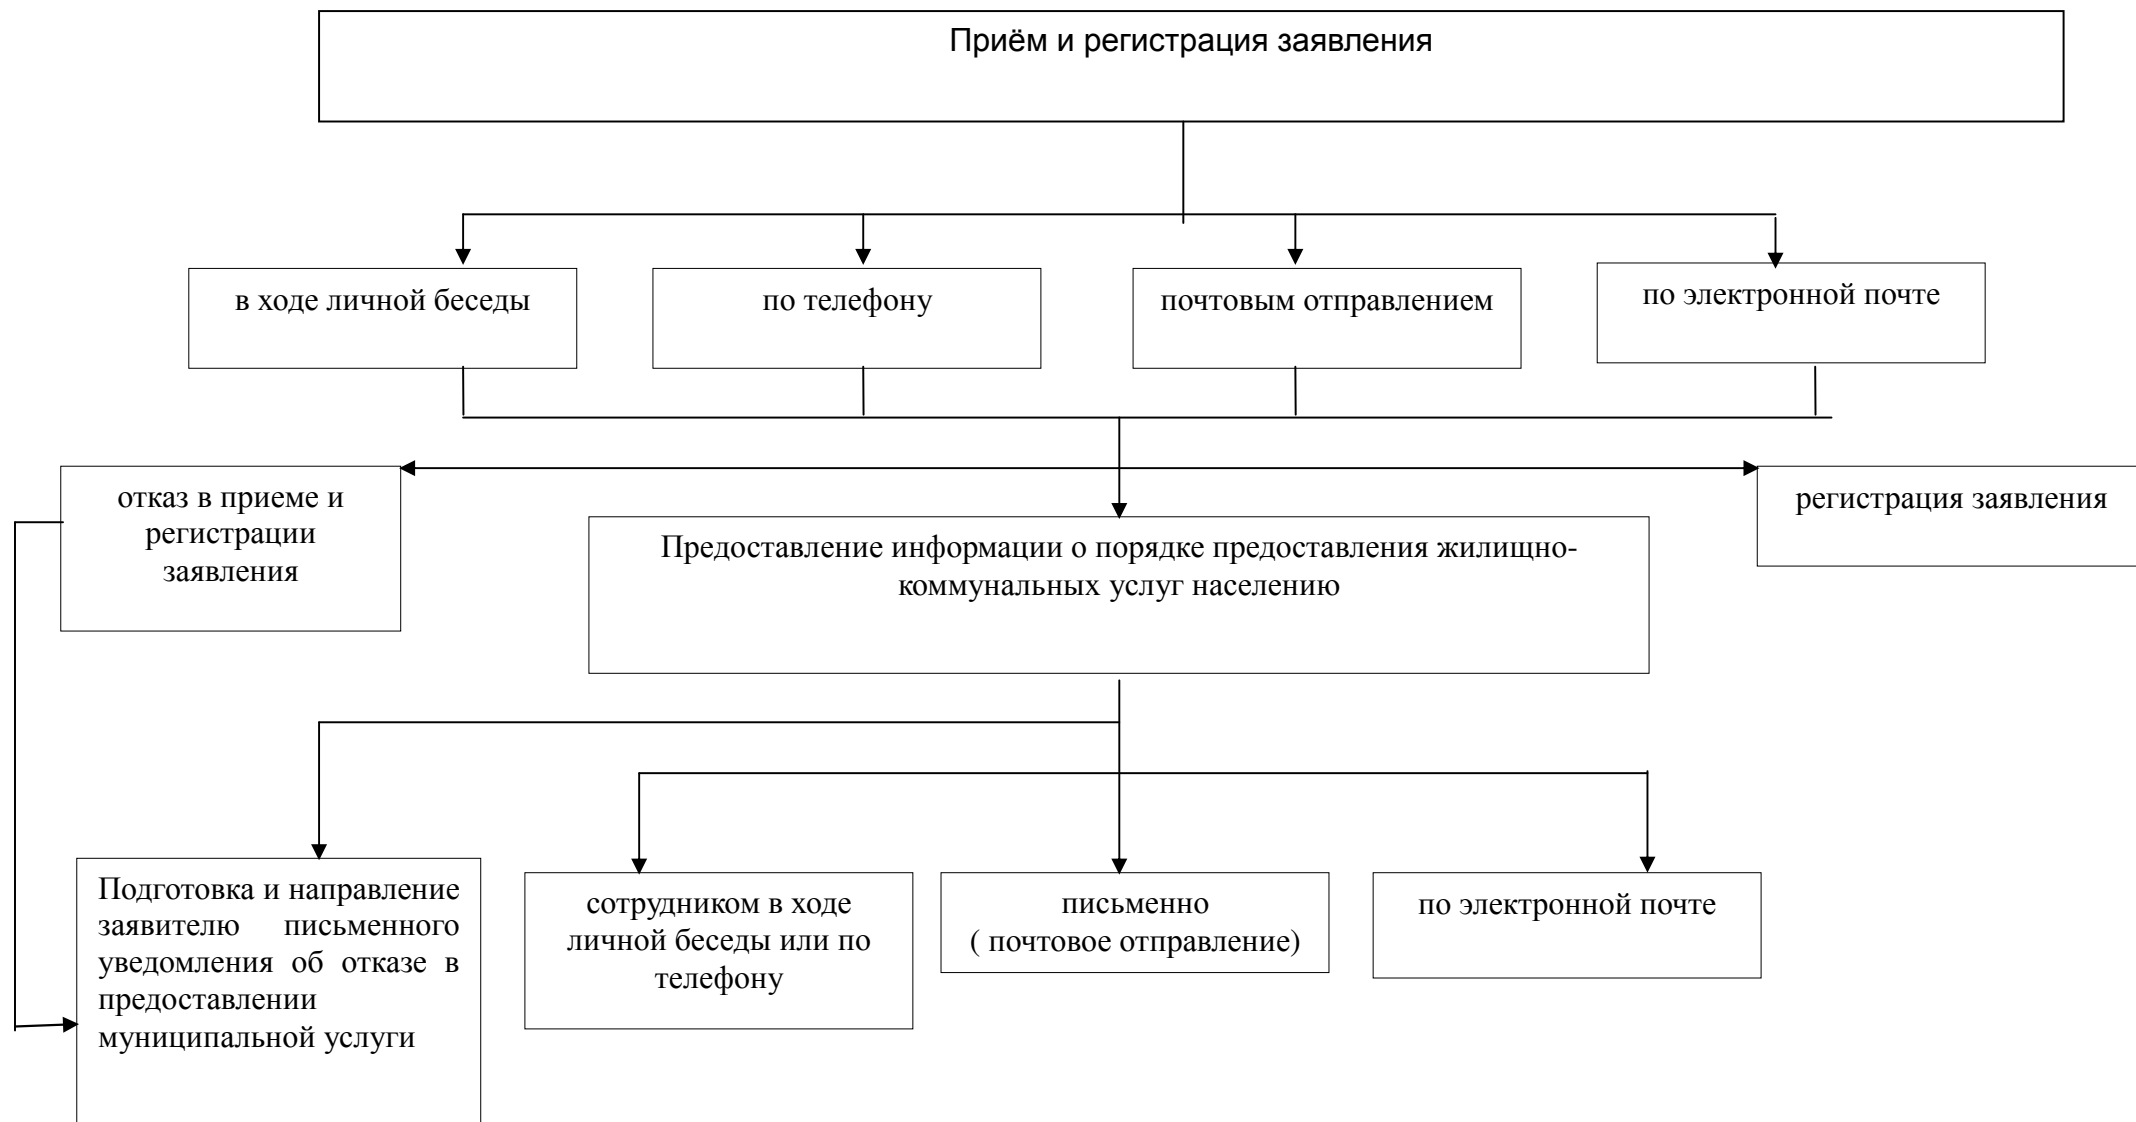 Приём и регистрация заявления
в ходе личной беседы
по телефону
почтовым отправлением
по электронной почте
отказ в приеме и
регистрации
заявления
Предоставление информации о порядке предоставления жилищно-
коммунальных услуг населению
регистрация заявления
Подготовка и направление
заявителю письменного
уведомления об отказе в
предоставлении
муниципальной услуги
сотрудником в ходе
личной беседы или по
телефону
письменно
( почтовое отправление)
по электронной почте